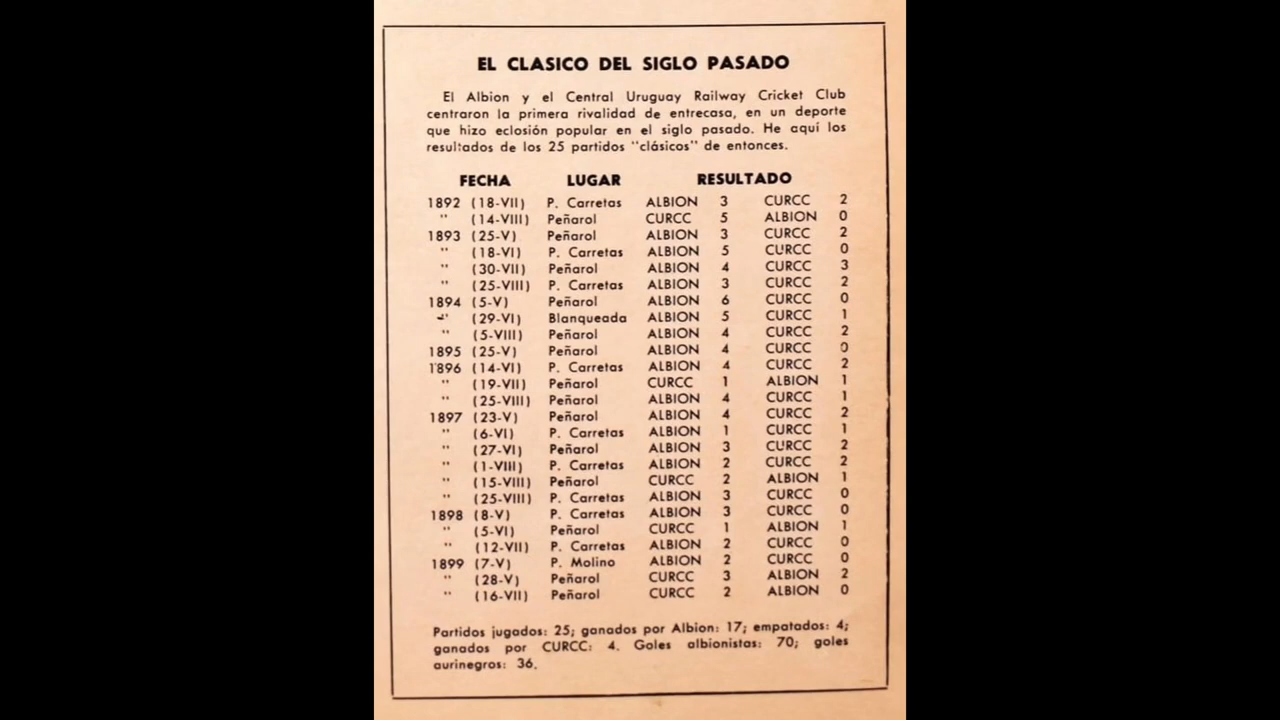 EL CLASICO DEL SIGLO PASADO
El Albion y el Central Uruguay Railway Cricket Club
centraron la primera rivalidad de entrecasa, en un deporte
que hizo eclosión popular en el siglo pasado. He aquí los
resultados de los 25 partidos "clásicos" de entonces.
FECHA LUGAR RESULTADO
1892 (18-VII) P. Carretas ALBION 3 CURCC 2
" (14-VIII) Peñarol CURCC 5 ALBION 0
1893 (25-V) Peñarol ALBION 3 CURCC 2
" (18-VI) P. Carretas ALBION 5 CURCC 0
" (30-VII) Peñarol ALBION 4 CURCC 3
" (25-VIII) P. Carretas ALBION 3 CURCC 2
1894 (5-V) Peñarol ALBION 6 CURCC 0
" (29-VI) Blanqueada ALBION 5 CURCC 1
" (5-VIII) Peñarol ALBION 4 CURCC 2
1895 (25-V) Peñarol ALBION 4 CURCC 0
1896 (14-VI) P. Carretas ALBION 4 CURCC 2
" (19-VII) Peñarol CURCC 1 ALBION 1
" (25-VIII) Peñarol ALBION 4 CURCC 1
1897 (23-V) Peñarol ALBION 4 CURCC 2
" (6-VI) P. Carretas ALBION 1 CURCC 1
" (27-VI) Peñarol ALBION 3 CURCC 2
" (1-VIII) P. Carretas ALBION 2 CURCC 2
" (15-VIII) Peñarol CURCC 2 ALBION 1
" (25-VIII) P. Carretas ALBION 3 CURCC 0
1898 (8-V) P. Carretas ALBION 3 CURCC 0
" (5-VI) Peñarol CURCC 1 ALBION 1
" (12-VII) P. Carretas ALBION 2 CURCC 0
1899 (7-V) P. Molino ALBION 2 CURCC 0
" (28-V) Peñarol CURCC 3 ALBION 2
" (16-VII) Peñarol CURCC 2 ALBION 0
Partidos jugados: 25; ganados por Albion: 17; empatados: 4;
ganados por CURCC: 4. Goles albionistas: 70; goles
aurinegros: 36.